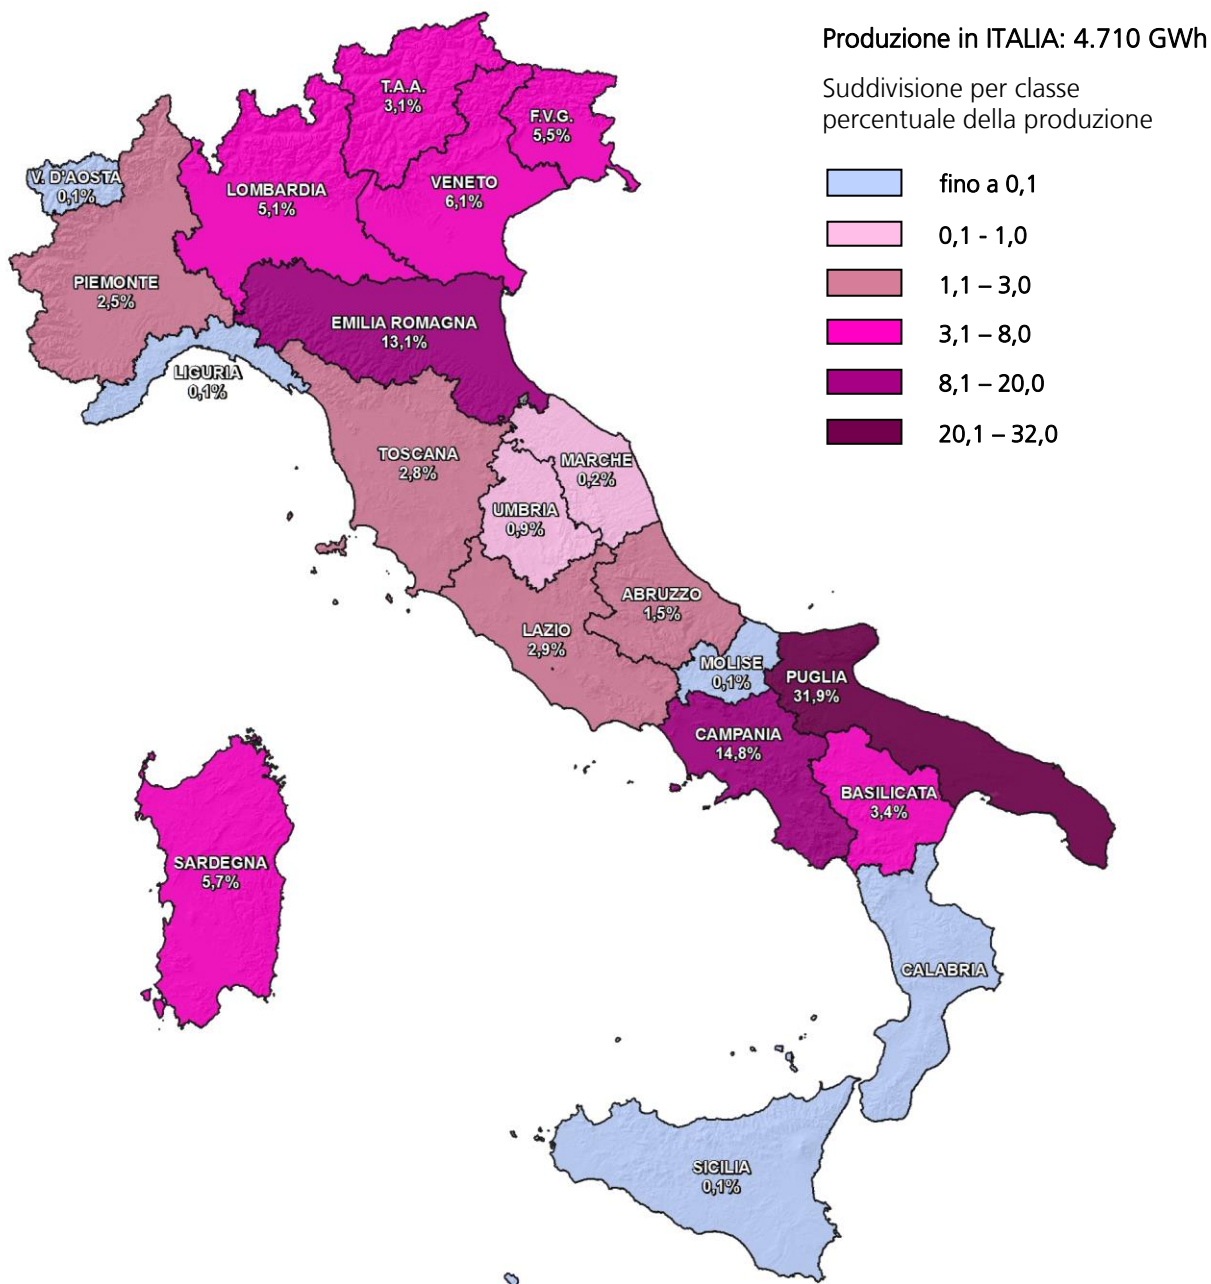 Produzione in ITALIA: 4.710 GWh
Suddivisione per classe
percentuale della produzione
fino a 0,1
0,1 - 1,0
1,1 – 3,0
3,1 – 8,0
8,1 – 20,0
20,1 – 32,0
T.A.A.
3,1%
F.V.G.
5,5%
V. D'AOSTA
0,1%
LOMBARDIA
5,1%
VENETO
6,1%
PIEMONTE
2,5%
EMILIA ROMAGNA
13,1%
LIGURIA
0,1%
TOSCANA
2,8%
MARCHE
0,2%
UMBRIA
0,9%
ABRUZZO
1,5%
LAZIO
2,9%
MOLISE
0,1%
PUGLIA
31,9%
CAMPANIA
14,8%
BASILICATA
3,4%
SARDEGNA
5,7%
CALABRIA
SICILIA
0,1%